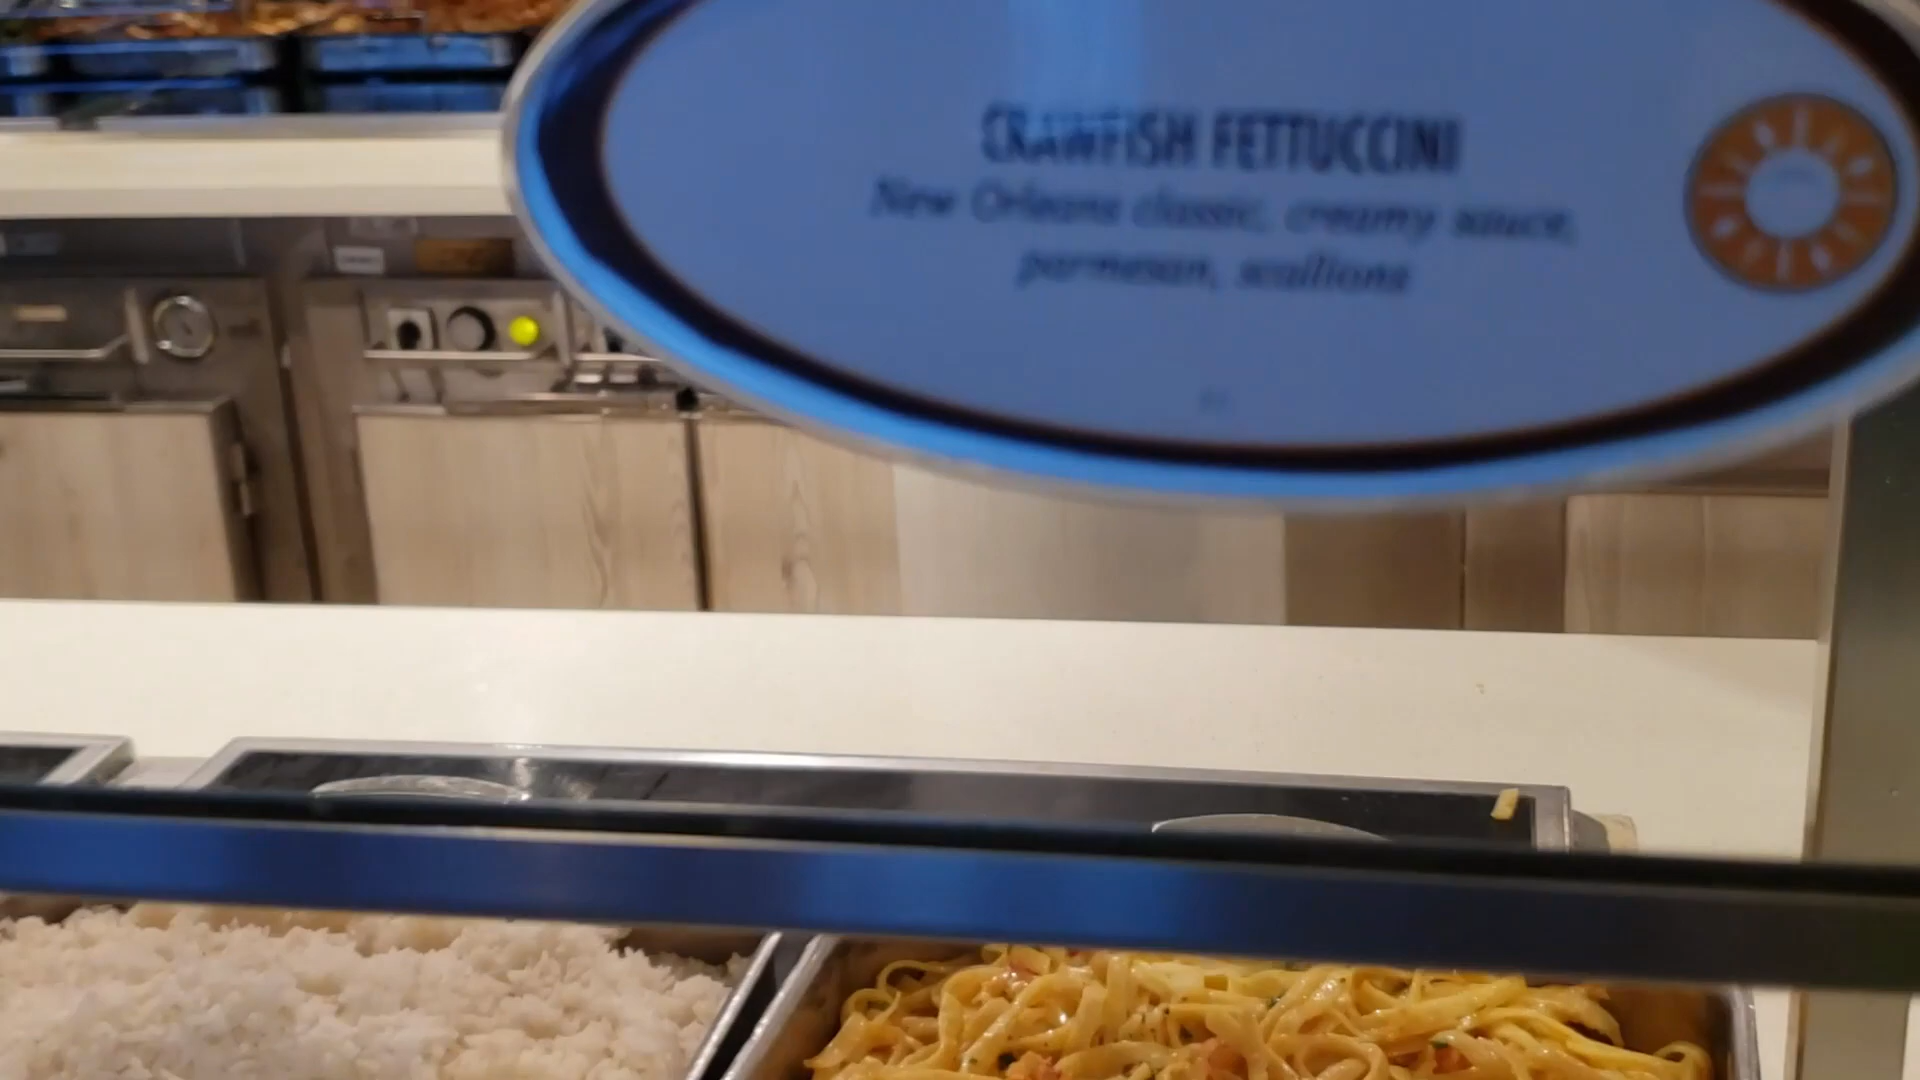 CRAWFISH FETTUCCINI
New Orleans classic, creamy sauce,
parmesan, scallions